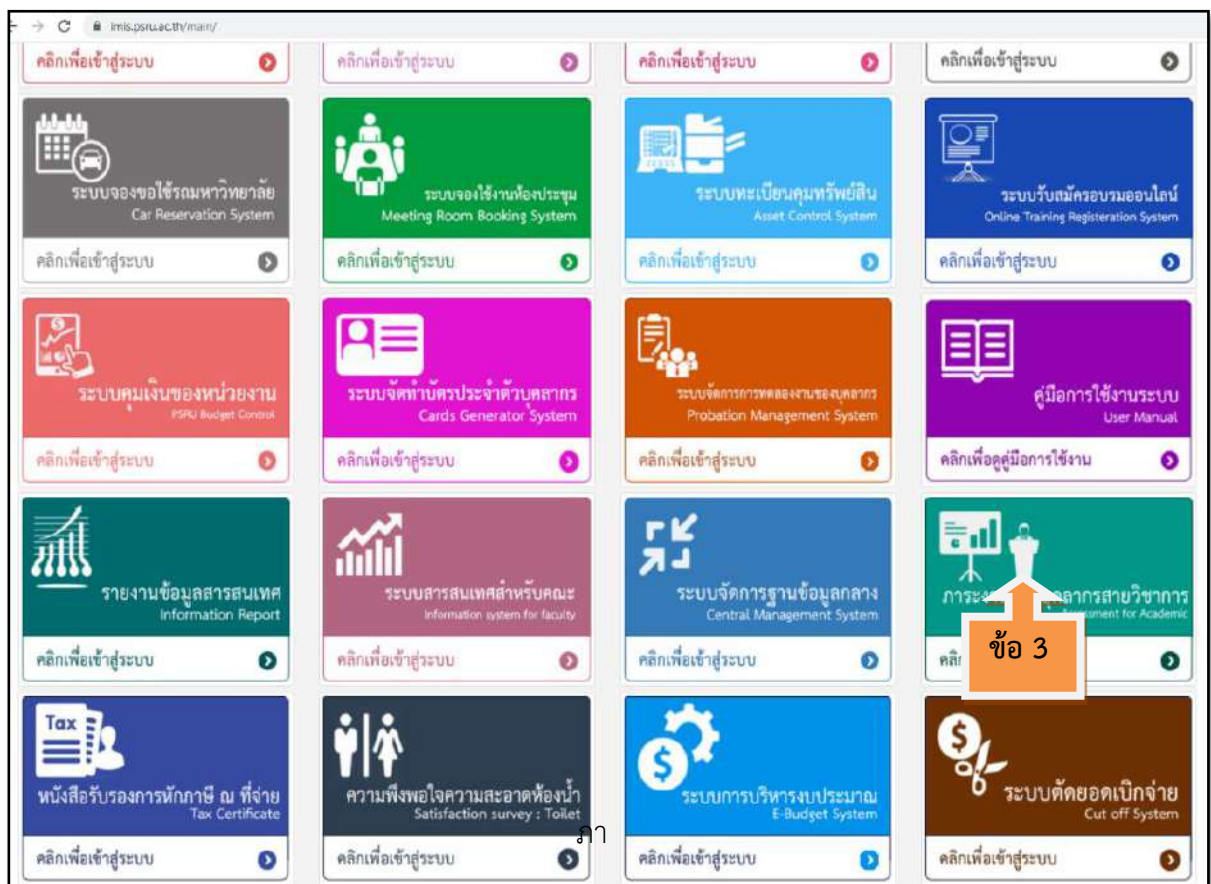 imis.psru.ac.th/main/
คลิกเพื่อเข้าสู่ระบบ
คลิกเพื่อเข้าสู่ระบบ
คลิกเพื่อเข้าสู่ระบบ
คลิกเพื่อเข้าสู่ระบบ
ระบบจองขอใช้รถมหาวิทยาลัย
Car Reservation System
คลิกเพื่อเข้าสู่ระบบ
ระบบจองใช้งานห้องประชุม
Meeting Room Booking System
คลิกเพื่อเข้าสู่ระบบ
ระบบทะเบียนคุมทรัพย์สิน
Asset Control System
คลิกเพื่อเข้าสู่ระบบ
ระบบรับสมัครอบรมออนไลน์
Online Training Registeration System
คลิกเพื่อเข้าสู่ระบบ
ระบบคุมเงินของหน่วยงาน
PSRU Budget Control
คลิกเพื่อเข้าสู่ระบบ
ระบบจัดทำบัตรประจำตัวบุคลากร
Cards Generator System
คลิกเพื่อเข้าสู่ระบบ
ระบบจัดการการทดลองงานของบุคลากร
Probation Management System
คลิกเพื่อเข้าสู่ระบบ
คู่มือการใช้งานระบบ
User Manual
คลิกเพื่อดูคู่มือการใช้งาน
รายงานข้อมูลสารสนเทศ
Information Report
คลิกเพื่อเข้าสู่ระบบ
ระบบสารสนเทศสำหรับคณะ
Information system for faculty
คลิกเพื่อเข้าสู่ระบบ
ระบบจัดการฐานข้อมูลกลาง
Central Management System
คลิกเพื่อเข้าสู่ระบบ
ลากรสายวิชาการ
for Academic
ข้อ 3
Tax
หนังสือรับรองการหักภาษี ณ ที่จ่าย
Tax Certificate
คลิกเพื่อเข้าสู่ระบบ
ความพึงพอใจความสะอาดห้องน้ำ
Satisfaction survey : Toilet
คลิกเพื่อเข้าสู่ระบบ
ภา
ระบบการบริหารงบประมาณ
E-Budget System
คลิกเพื่อเข้าสู่ระบบ
ระบบตัดยอดเบิกจ่าย
Cut off System
คลิกเพื่อเข้าสู่ระบบ